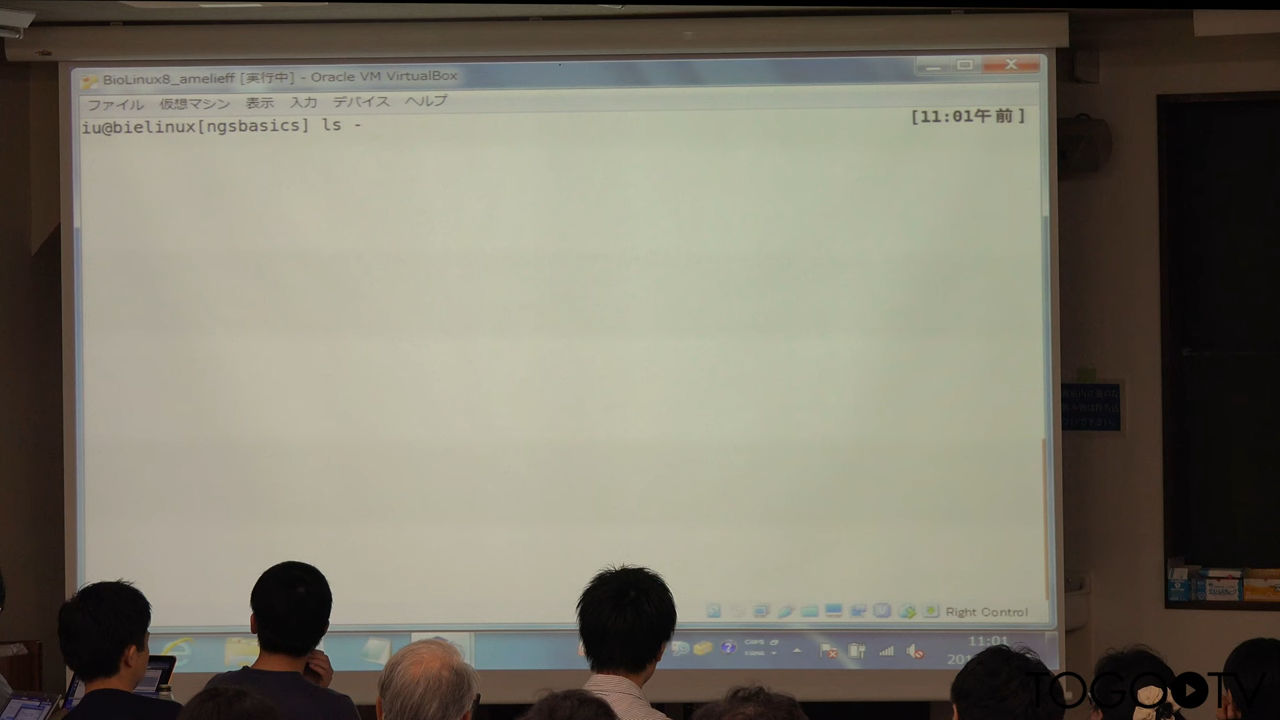 BioLinux8_amelieff [実行中] - Oracle VM VirtualBox
ファイル 仮想マシン 表示 入力 デバイス ヘルプ
iu@bielinux[ngsbasics] ls - [11:01午前]
Right Control
11:01
TOGOTV